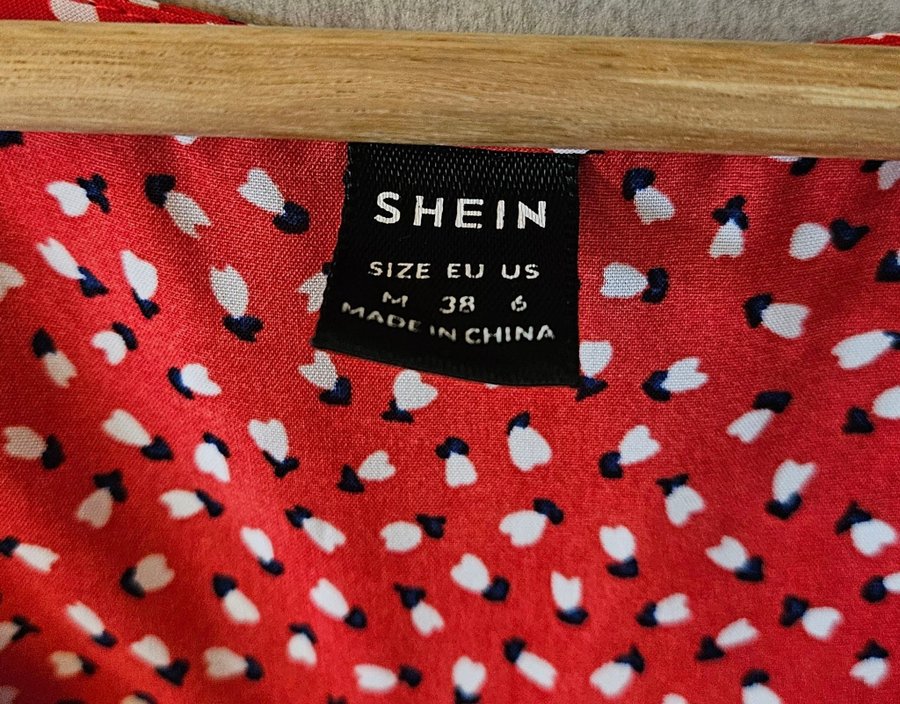 SHEIN
SIZE EU US
M 38 6
MADE IN CHINA